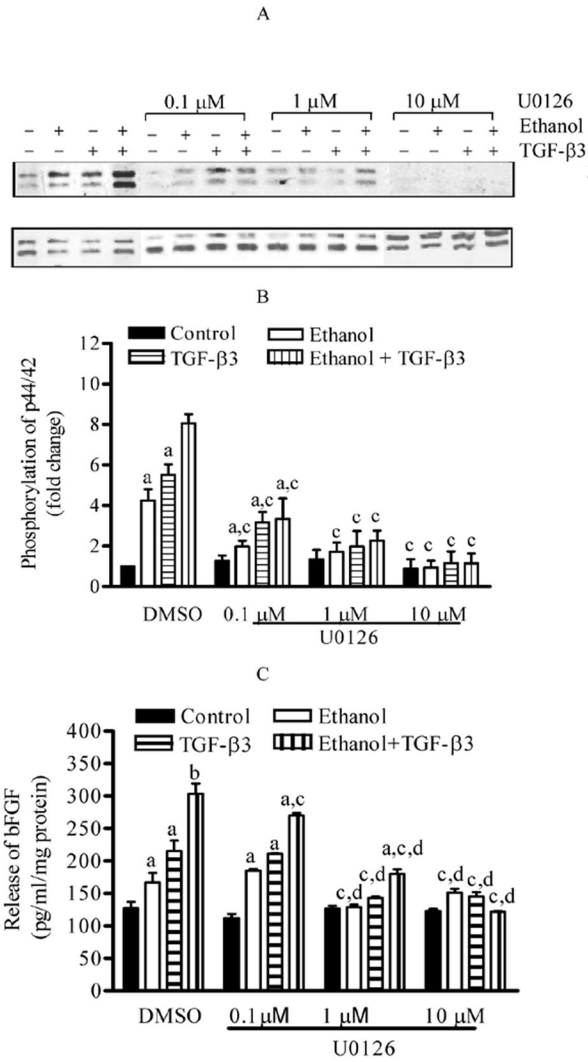 A
0.1 μM 1 μM 10 μM U0126
− + − + − + − + − + − + − + − + Ethanol
− − + + − − + + − − + + − − + + TGF-β3
B
Control Ethanol
TGF-β3 Ethanol + TGF-β3
Phosphorylation of p44/42
(fold change)
12
10
8
6
4
2
0
a a
a,c a,c a,c
c c c
c c c c
DMSO 0.1 μM 1 μM 10 μM
U0126
C
Control Ethanol
TGF-β3 Ethanol+TGF-β3
Release of bFGF
(pg/ml/mg protein)
400
350
300
250
200
150
100
50
0
a a b
a a a,c
c,d c,d a,c,d
c,d c,d c,d
DMSO 0.1μM 1 μM 10 μM
U0126